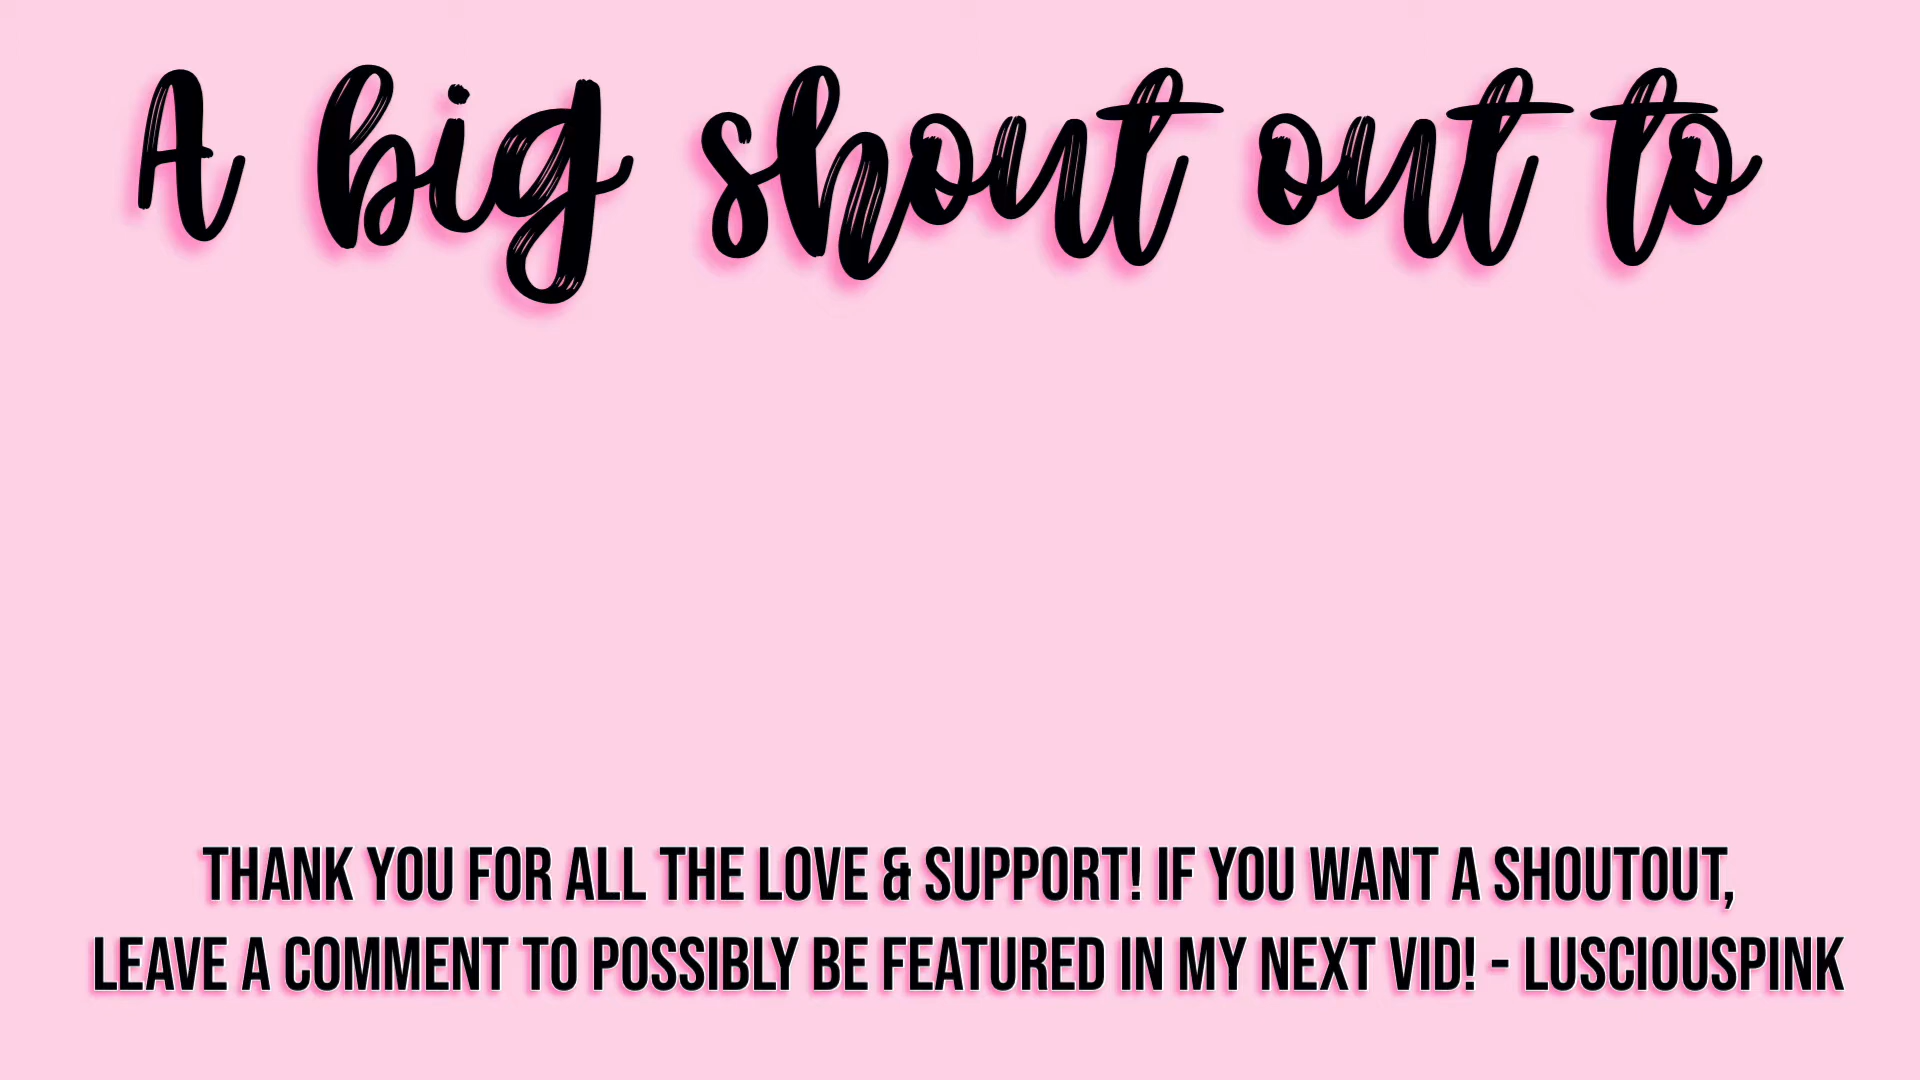 A big shout out to
THANK YOU FOR ALL THE LOVE & SUPPORT! IF YOU WANT A SHOUTOUT,
LEAVE A COMMENT TO POSSIBLY BE FEATURED IN MY NEXT VID! - LUSCIOUSPINK